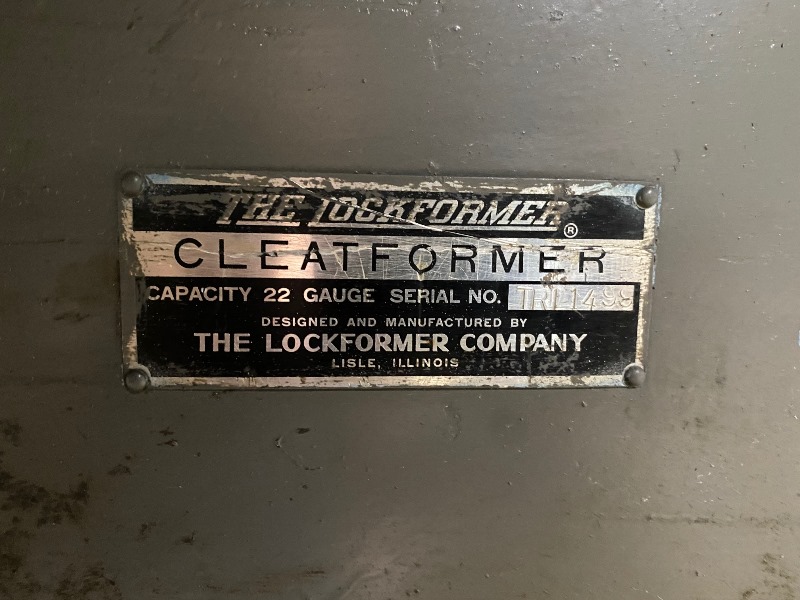 THE LOCKFORMER®
CLEATFORMER
CAPACITY 22 GAUGE SERIAL NO.
DESIGNED AND MANUFACTURED BY
THE LOCKFORMER COMPANY
LISLE, ILLINOIS